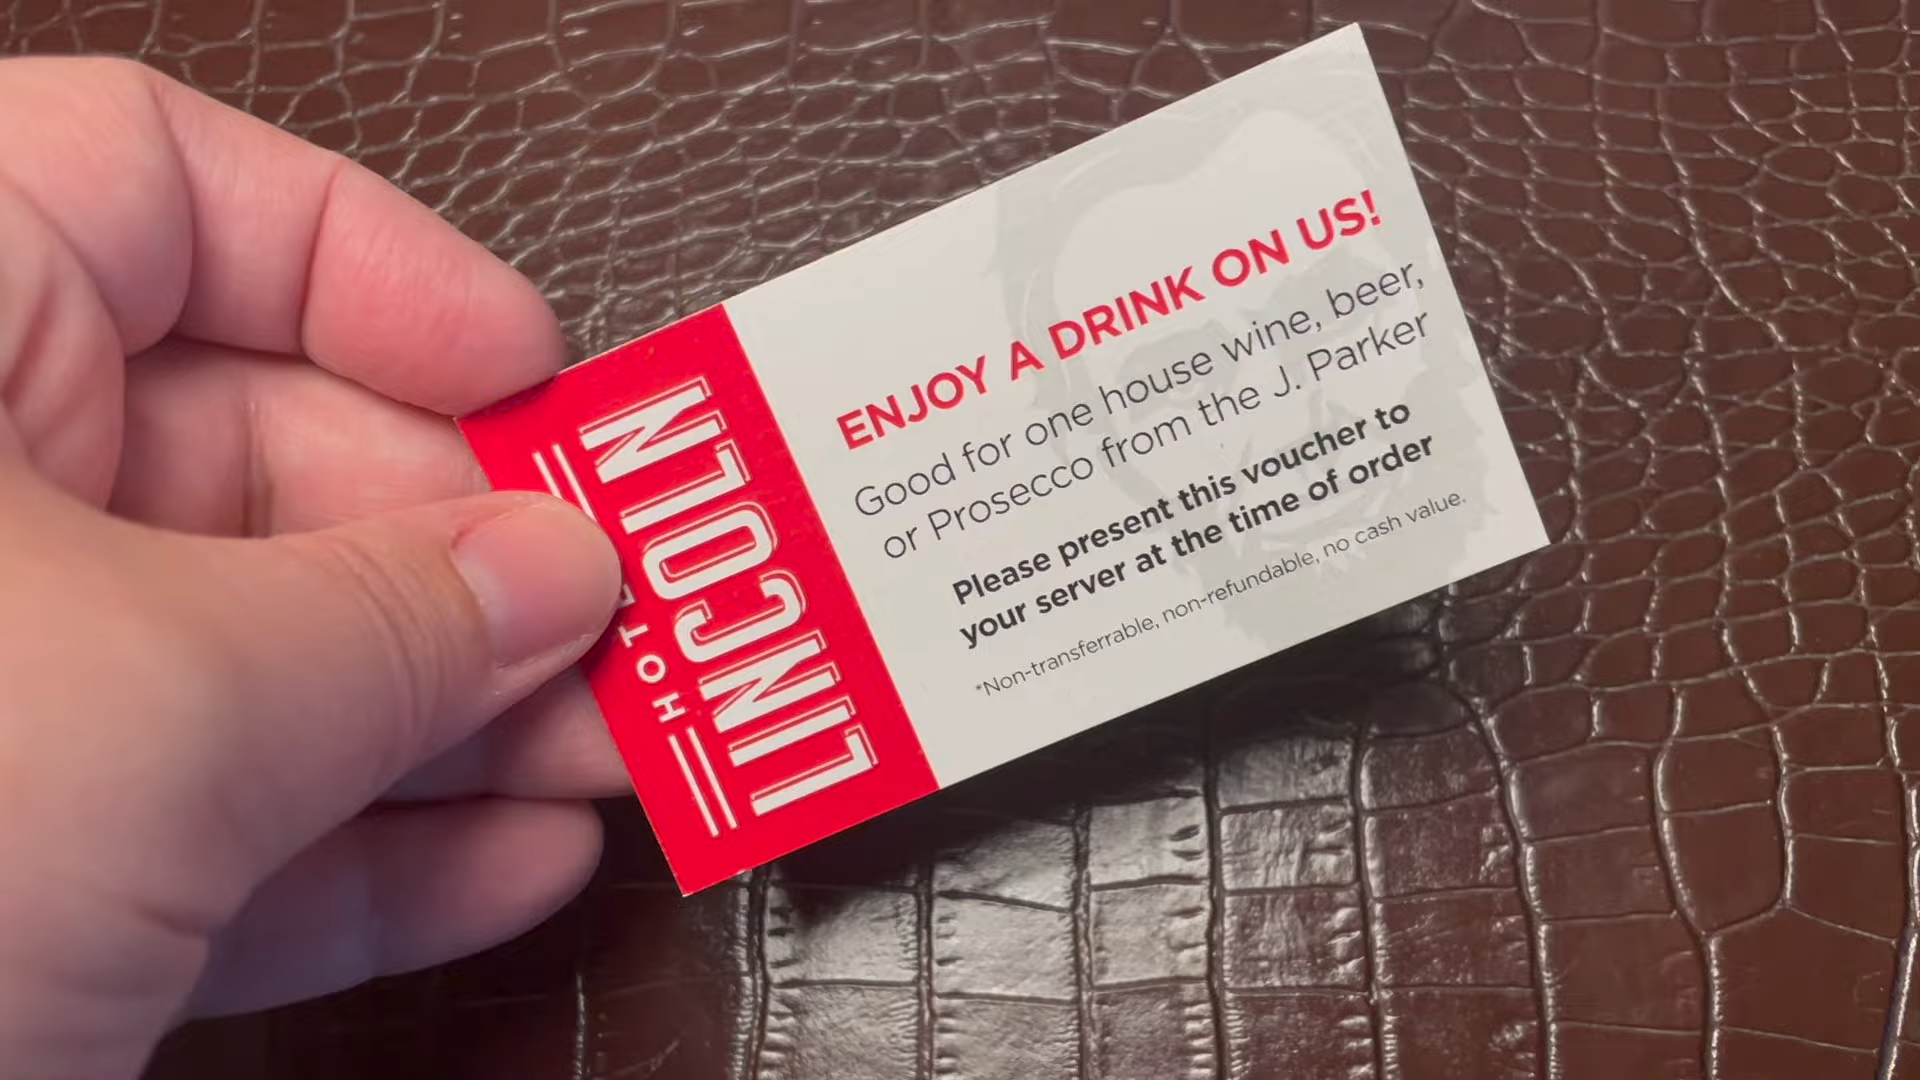 HOTE
LINCOLN
ENJOY A DRINK ON US!
Good for one house wine, beer,
or Prosecco from the J. Parker
Please present this voucher to
your server at the time of order
*Non-transferrable, non-refundable, no cash value.